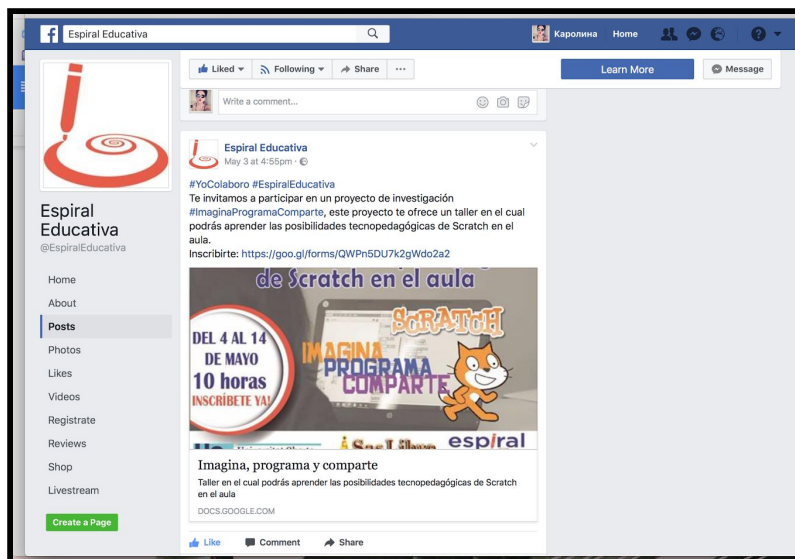 Espiral Educativa
Каролина Home
Liked Following Share ...
Learn More Message
Write a comment...
Espiral
Educativa
@EspiralEducativa
Home
About
Posts
Photos
Likes
Videos
Regístrate
Reviews
Shop
Livestream
Create a Page
Espiral Educativa
May 3 at 4:55pm ·
#YoColaboro #EspiralEducativa
Te invitamos a participar en un proyecto de investigación
#ImaginaProgramaComparte, este proyecto te ofrece un taller en el cual
podrás aprender las posibilidades tecnopedagógicas de Scratch en el
aula.
Inscribirte: https://goo.gl/forms/QWPn5DU7k2gWdo2a2
de Scratch en el aula
DEL 4 AL 14
DE MAYO
10 horas
INSCRÍBETE YA!
SCRATCH
IMAGINA
PROGRAMA
COMPARTE
espiral
Imagina, programa y comparte
Taller en el cual podrás aprender las posibilidades tecnopedagógicas de Scratch
en el aula
DOCS.GOOGLE.COM
Like Comment Share